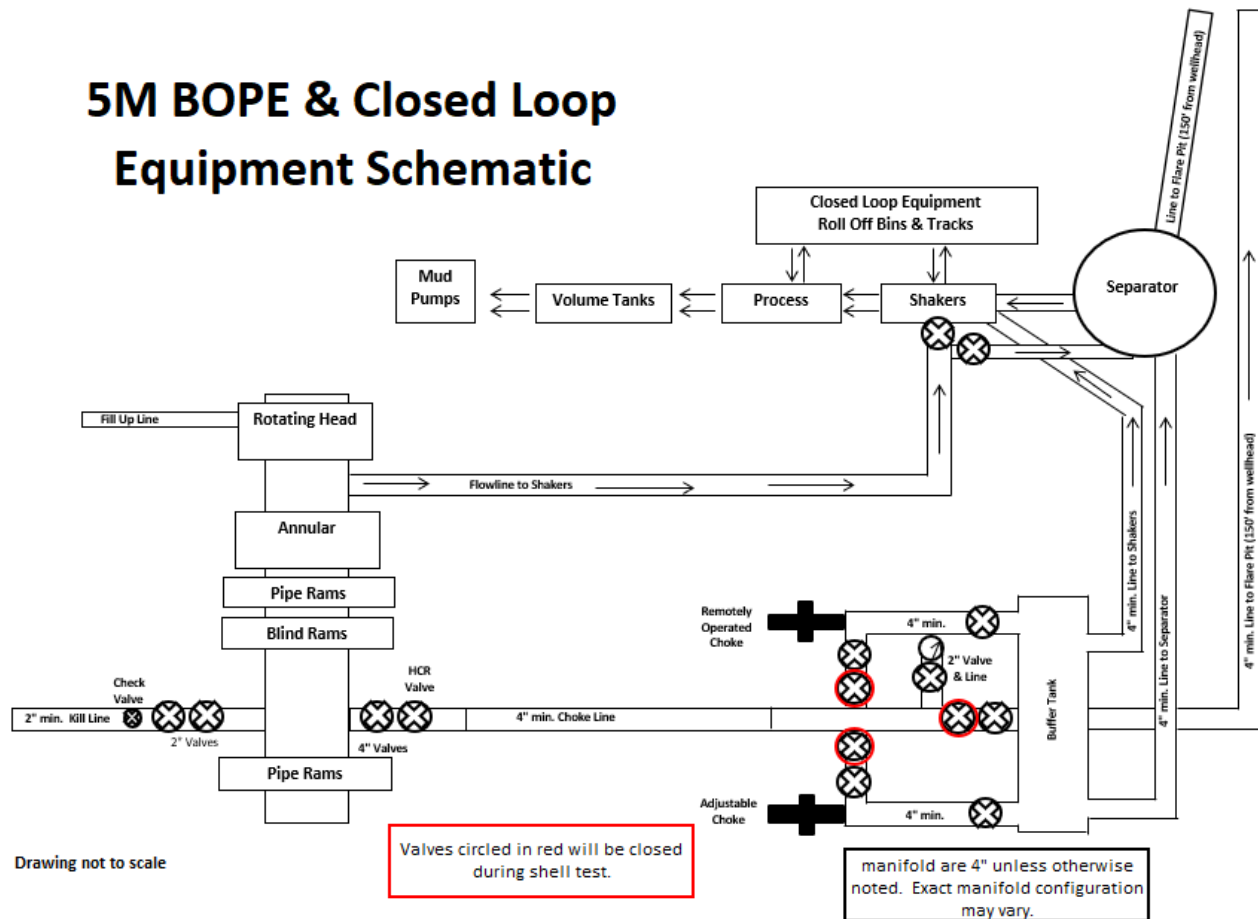 5M BOPE & Closed Loop
Equipment Schematic
Line to Flare Pit (150' from wellhead)
Closed Loop Equipment
Roll Off Bins & Tracks
Mud
Pumps
Volume Tanks
Process
Shakers
Separator
Fill Up Line
Rotating Head
Flowline to Shakers
Annular
Pipe Rams
Blind Rams
Check
Valve
HCR
Valve
2" min. Kill Line
2" Valves
4" Valves
4" min. Choke Line
Pipe Rams
Remotely
Operated
Choke
4" min.
2" Valve
& Line
Buffer Tank
4" min. Line to Shakers
4" min. Line to Separator
4" min. Line to Flare Pit (150' from wellhead)
Adjustable
Choke
4" min.
Drawing not to scale
Valves circled in red will be closed
during shell test.
manifold are 4" unless otherwise
noted. Exact manifold configuration
may vary.